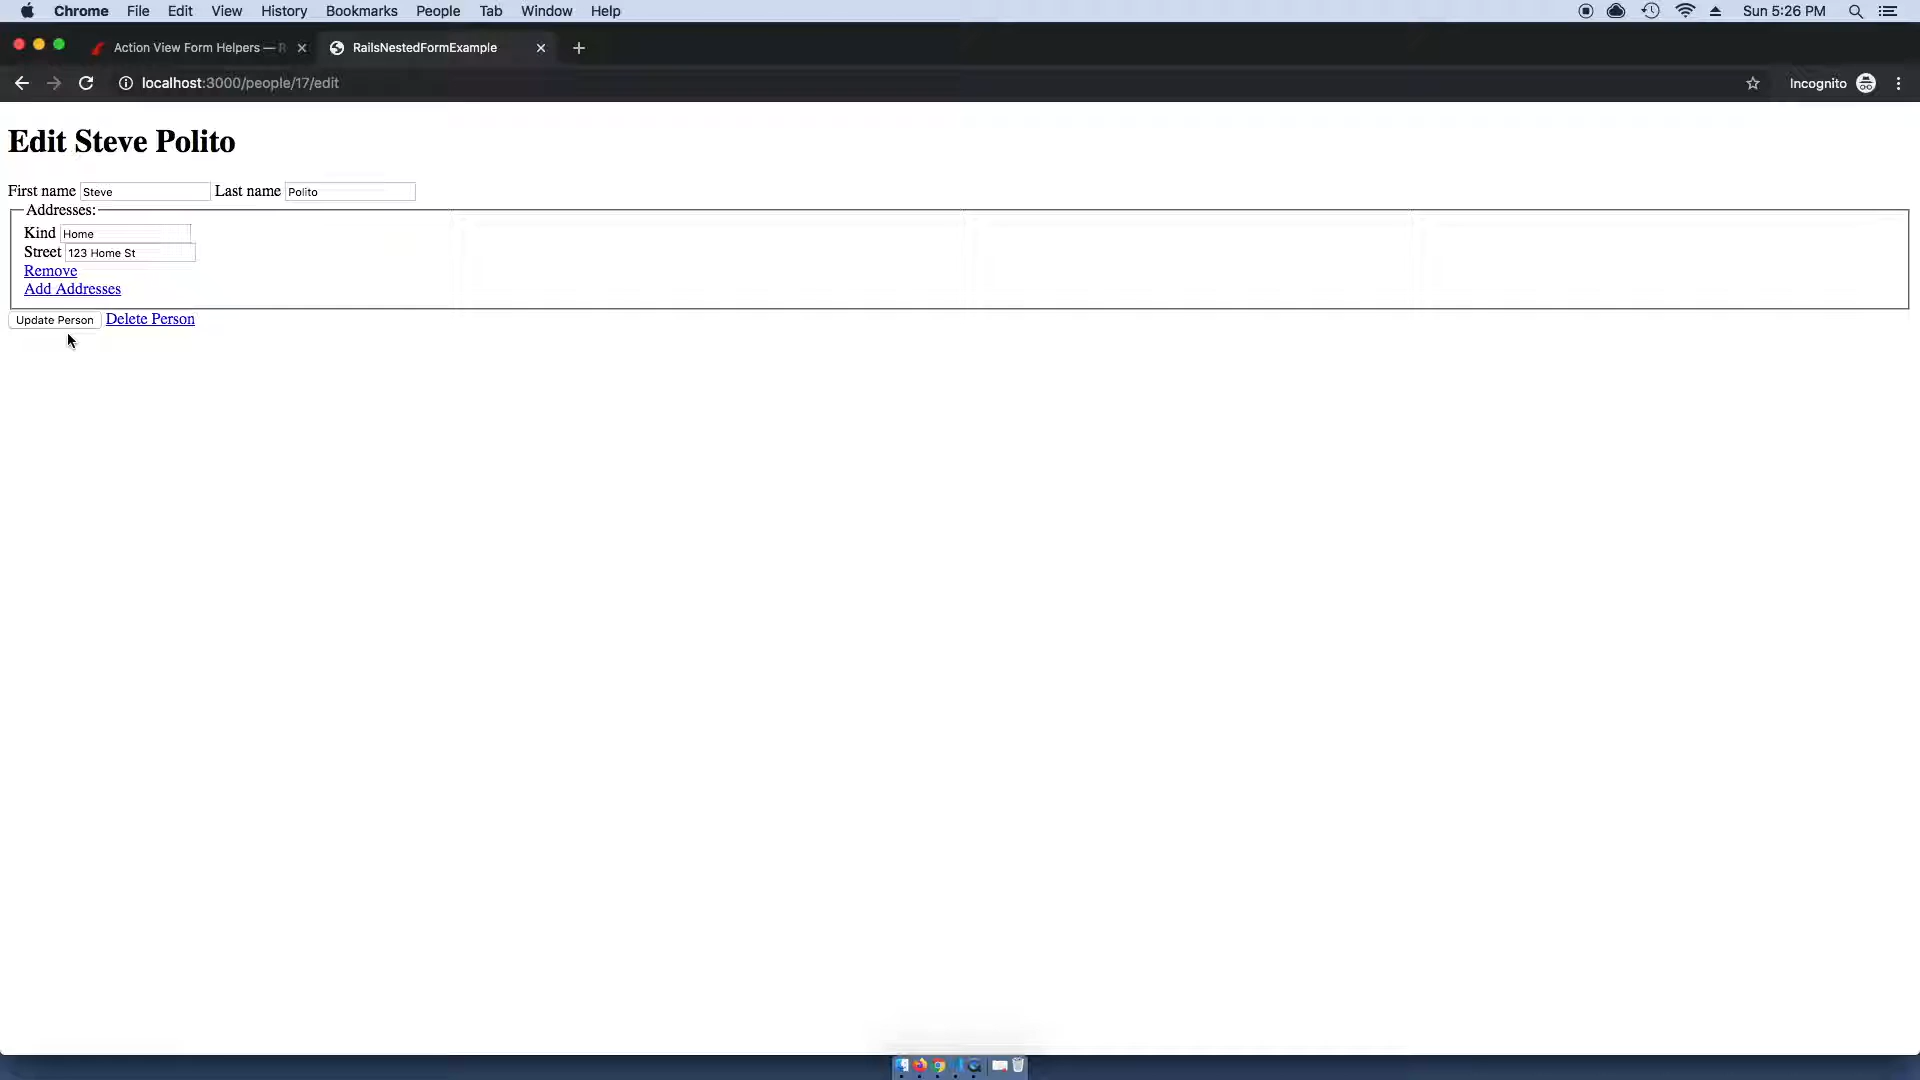 Chrome File Edit View History Bookmarks People Tab Window Help Sun 5:26 PM
Action View Form Helpers — R RailsNestedFormExample
localhost:3000/people/17/edit Incognito
Edit Steve Polito
First name Steve Last name Polito
Addresses:
Kind Home
Street 123 Home St
Remove
Add Addresses
Update Person Delete Person